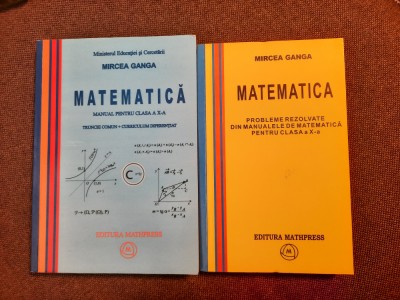 Ministerul Educaţiei şi Cercetării
MIRCEA GANGA
MATEMATICĂ
MANUAL PENTRU CLASA A X-A
TRUNCHI COMUN + CURRICULUM DIFERENŢIAT
C
EDITURA MATHPRESS
M
MIRCEA GANGA
MATEMATICA
PROBLEME REZOLVATE
DIN MANUALELE DE MATEMATICĂ
PENTRU CLASA a X-a
EDITURA MATHPRESS
M